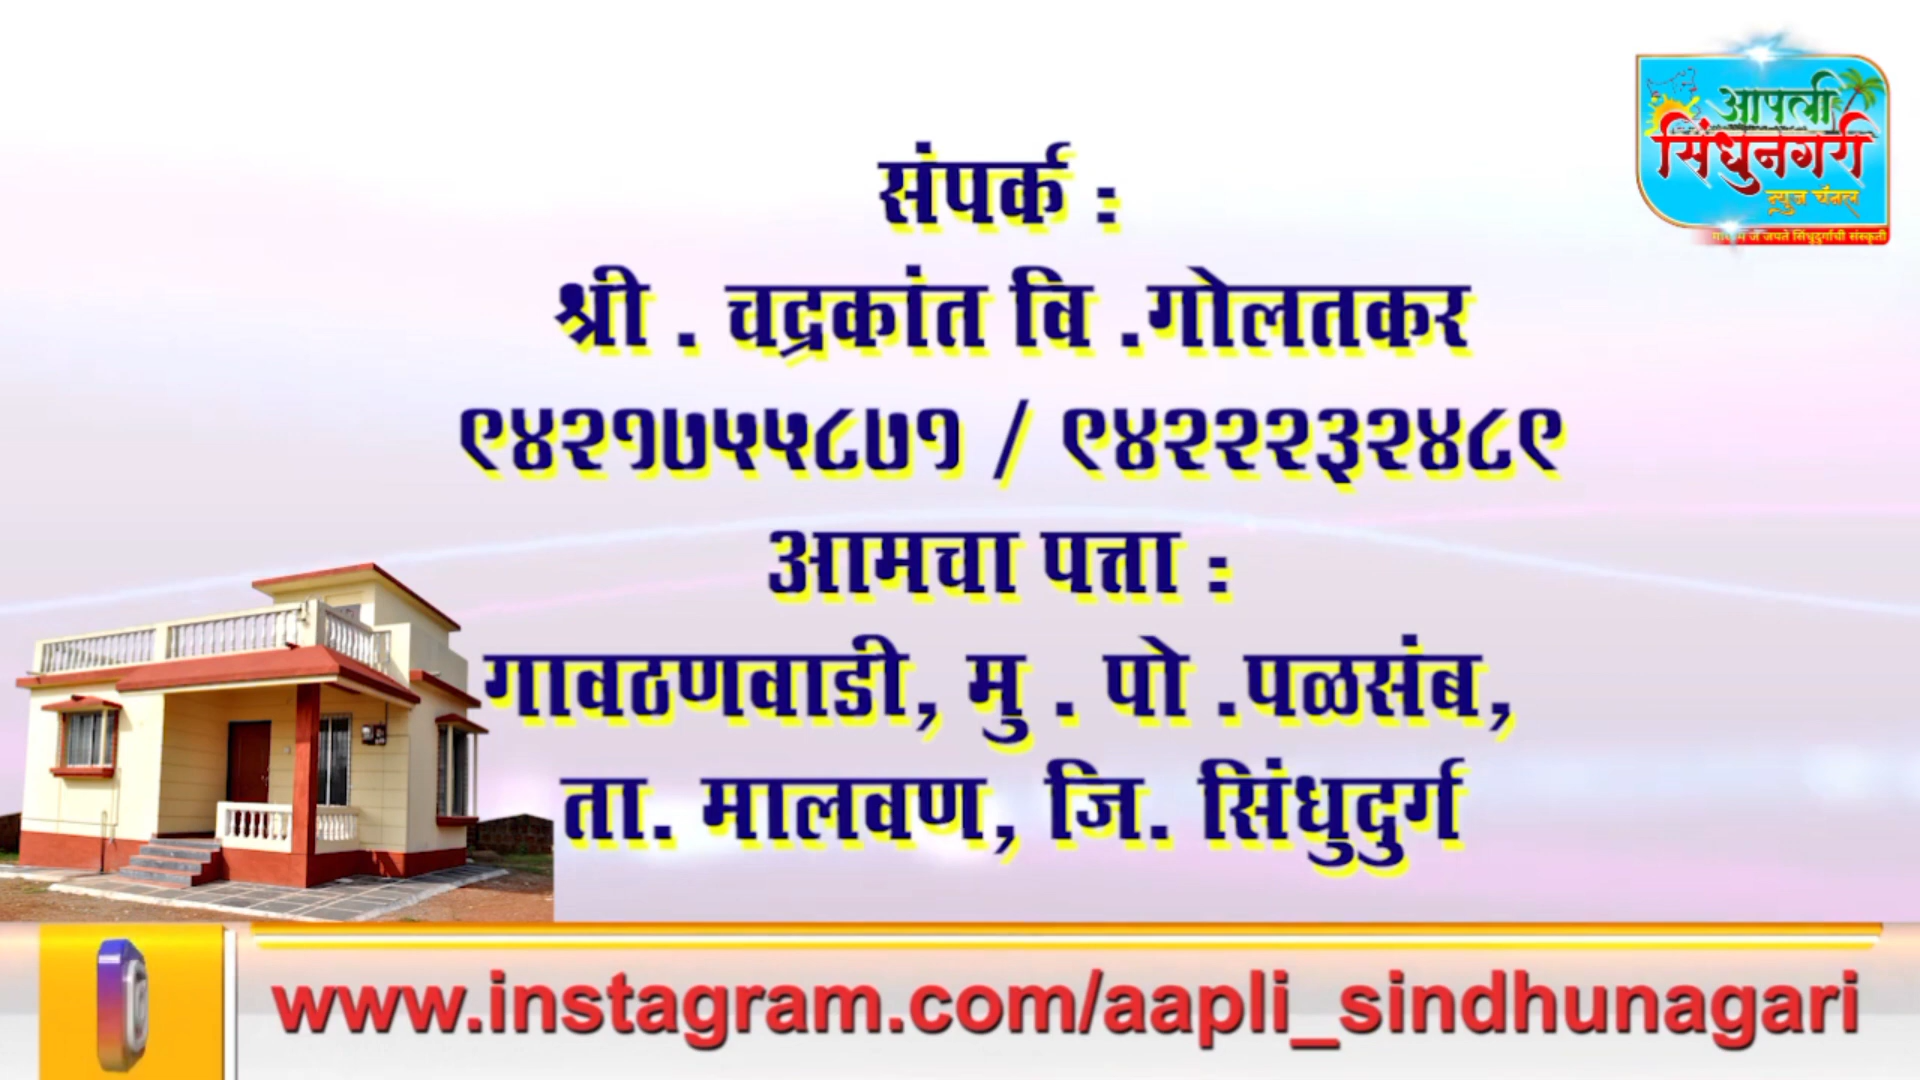 आपली
सिंधुनगरी
न्युज चॅनल
संपर्क :
श्री . चद्रकांत वि .गोलतकर
९४२१७५५८७१ / ९४२२२३२४८९
आमचा पत्ता :
गावठणवाडी, मु . पो .पळसंब,
ता. मालवण, जि. सिंधुदुर्ग
www.instagram.com/aapli_sindhunagari